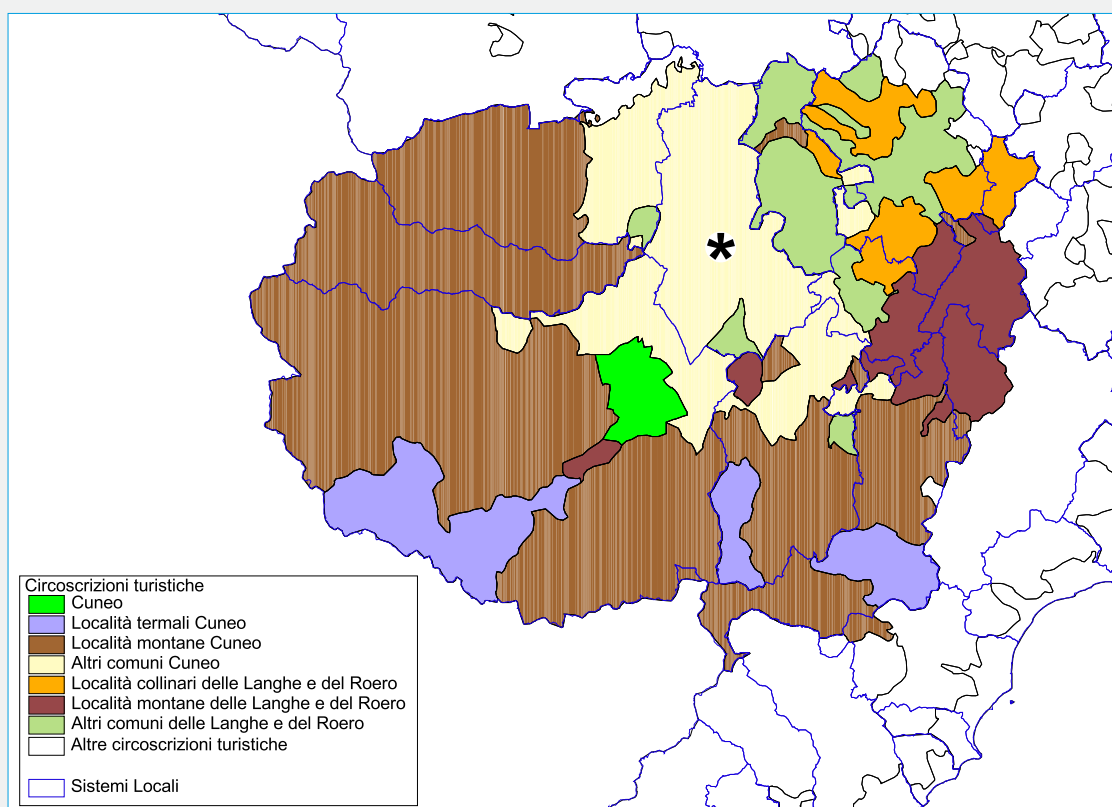 *
Circoscrizioni turistiche
Cuneo
Località termali Cuneo
Località montane Cuneo
Altri comuni Cuneo
Località collinari delle Langhe e del Roero
Località montane delle Langhe e del Roero
Altri comuni delle Langhe e del Roero
Altre circoscrizioni turistiche
Sistemi Locali